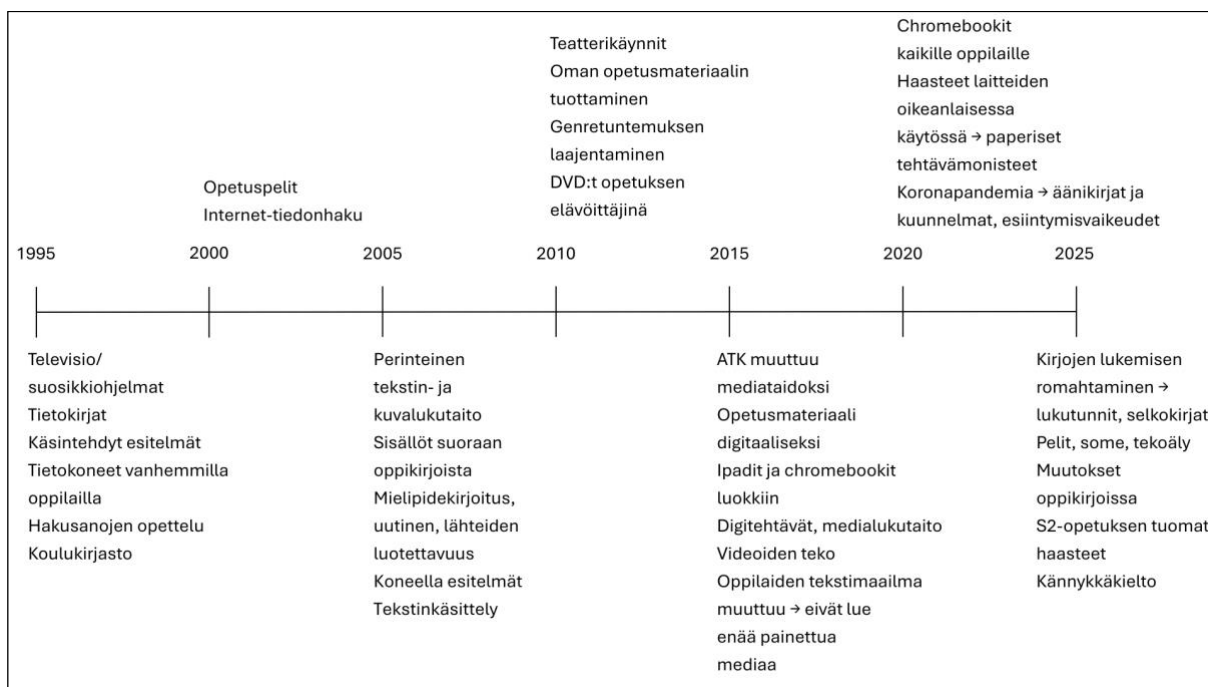 Teatterikäynnit
Oman opetusmateriaalin
tuottaminen
Genretuntemuksen
laajentaminen
DVD:t opetuksen
elävöittäjinä
Chromebookit
kaikille oppilaille
Haasteet laitteiden
oikeanlaisessa
käytössä → paperiset
tehtävämonisteet
Koronapandemia → äänikirjat ja
kuunnelmat, esiintymisvaikeudet
Opetuspelit
Internet-tiedonhaku
1995 2000 2005 2010 2015 2020 2025
Televisio/
suosikkiohjelmat
Tietokirjat
Käsintehdyt esitelmät
Tietokoneet vanhemmilla
oppilailla
Hakusanojen opettelu
Koulukirjasto
Perinteinen
tekstin- ja
kuvalukutaito
Sisällöt suoraan
oppikirjoista
Mielipidekirjoitus,
uutinen, lähteiden
luotettavuus
Koneella esitelmät
Tekstinkäsittely
ATK muuttuu
mediataidoksi
Opetusmateriaali
digitaaliseksi
Ipadit ja chromebookit
luokkiin
Digitehtävät, medialukutaito
Videoiden teko
Oppilaiden tekstimaailma
muuttuu → eivät lue
enää painettua
mediaa
Kirjojen lukemisen
romahtaminen →
lukutunnit, selkokirjat
Pelit, some, tekoäly
Muutokset
oppikirjoissa
S2-opetuksen tuomat
haasteet
Kännykkäkielto